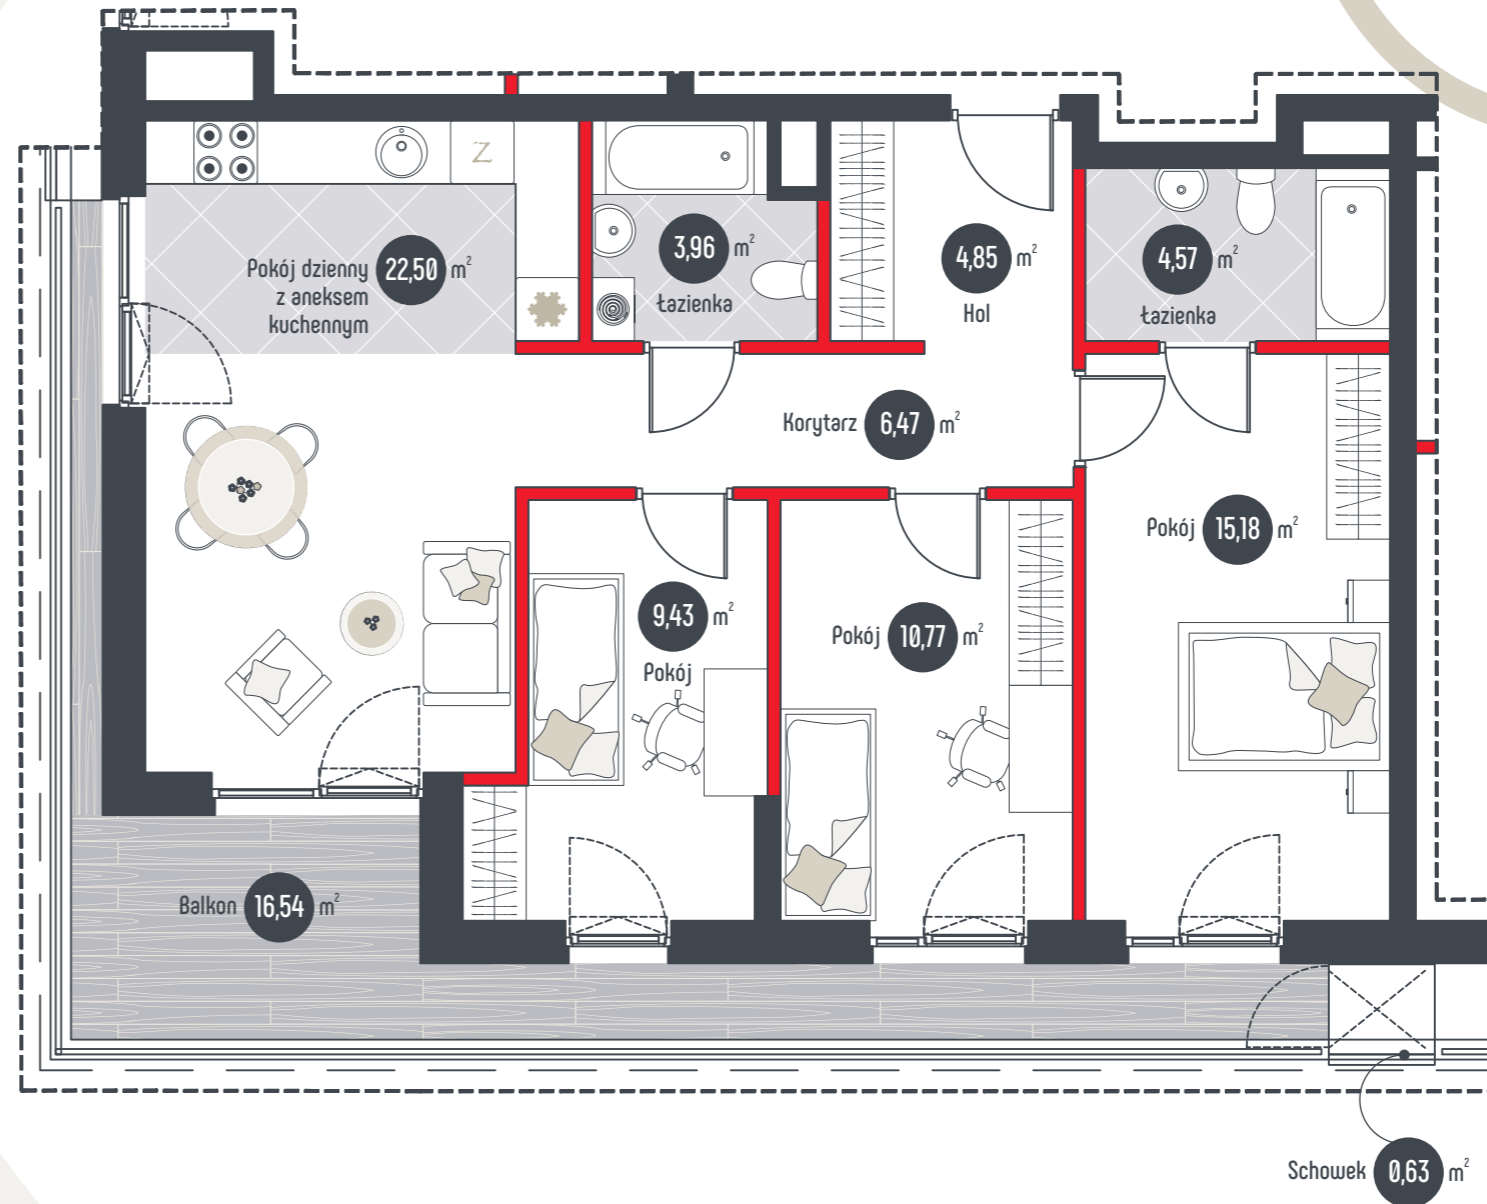 Z
Pokój dzienny 22,50 m²
z aneksem
kuchennym
3,96 m²
Łazienka
4,85 m²
Hol
4,57 m²
Łazienka
Korytarz 6,47 m²
Pokój 15,18 m²
9,43 m²
Pokój
Pokój 10,77 m²
Balkon 16,54 m²
Schowek 0,63 m²